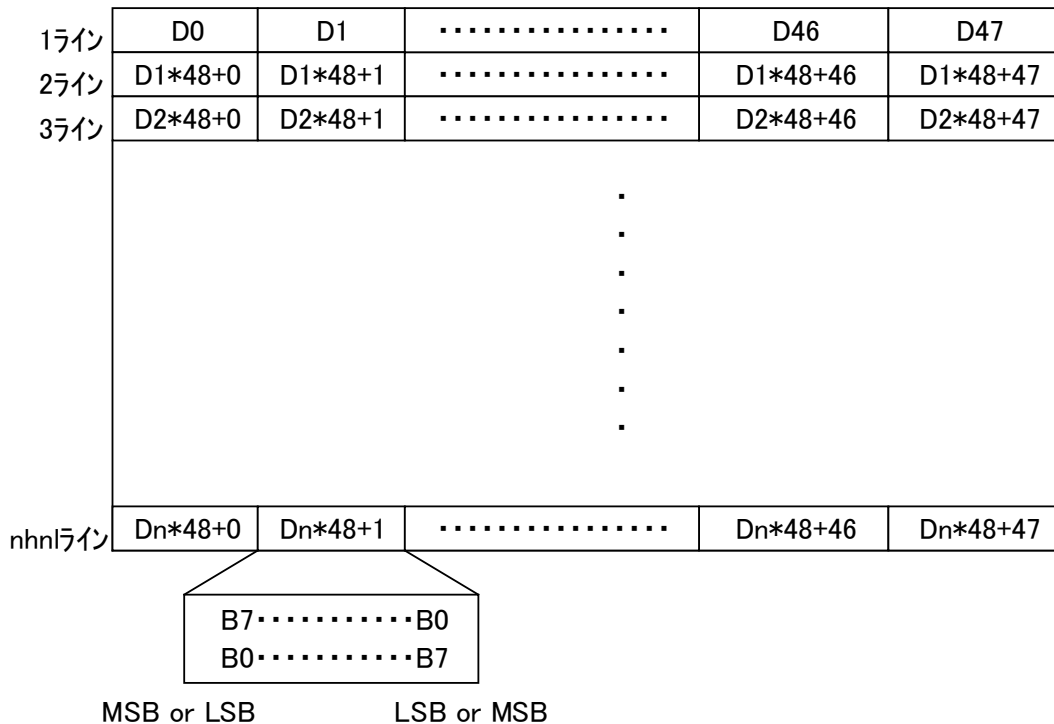 1ライン D0 D1 ・・・・・・・・・・・・・・・・ D46 D47
2ライン D1*48+0 D1*48+1 ・・・・・・・・・・・・・・・・ D1*48+46 D1*48+47
3ライン D2*48+0 D2*48+1 ・・・・・・・・・・・・・・・・ D2*48+46 D2*48+47
nhnlライン Dn*48+0 Dn*48+1 ・・・・・・・・・・・・・・・・ Dn*48+46 Dn*48+47
B7・・・・・・・・・・・B0
B0・・・・・・・・・・・B7
MSB or LSB LSB or MSB